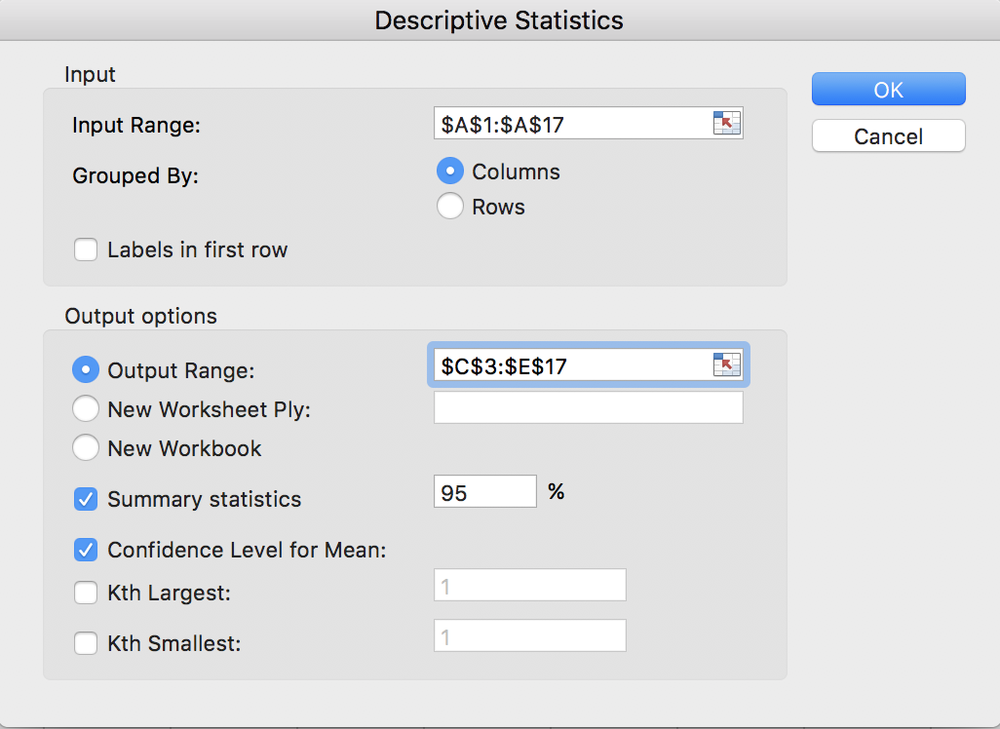 Descriptive Statistics
Input
OK
Input Range: $A$1:$A$17
Cancel
Grouped By: Columns
Rows
Labels in first row
Output options
Output Range: $C$3:$E$17
New Worksheet Ply:
New Workbook
Summary statistics 95 %
Confidence Level for Mean:
Kth Largest: 1
Kth Smallest: 1